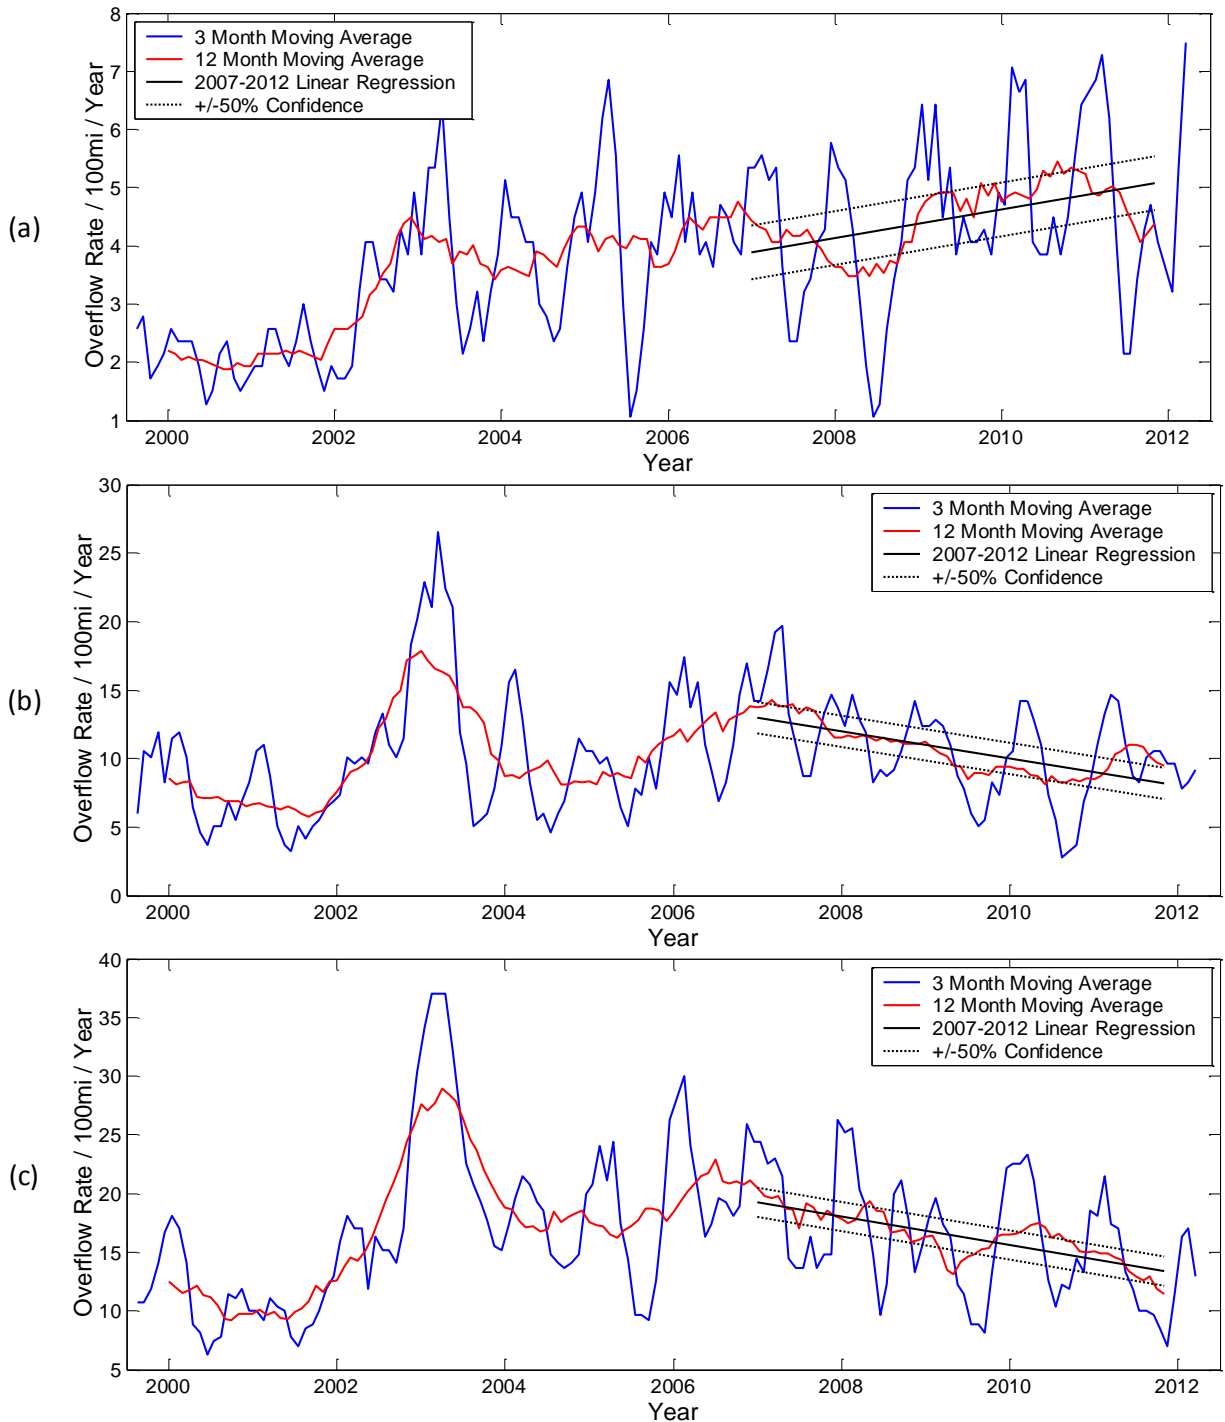 (a)
8
7
6
5
4
3
2
1
Overflow Rate / 100mi / Year
3 Month Moving Average
12 Month Moving Average
2007-2012 Linear Regression
+/-50% Confidence
2000 2002 2004 2006 2008 2010 2012
Year
(b)
30
25
20
15
10
5
0
Overflow Rate / 100mi / Year
3 Month Moving Average
12 Month Moving Average
2007-2012 Linear Regression
+/-50% Confidence
2000 2002 2004 2006 2008 2010 2012
Year
(c)
40
35
30
25
20
15
10
5
Overflow Rate / 100mi / Year
3 Month Moving Average
12 Month Moving Average
2007-2012 Linear Regression
+/-50% Confidence
2000 2002 2004 2006 2008 2010 2012
Year